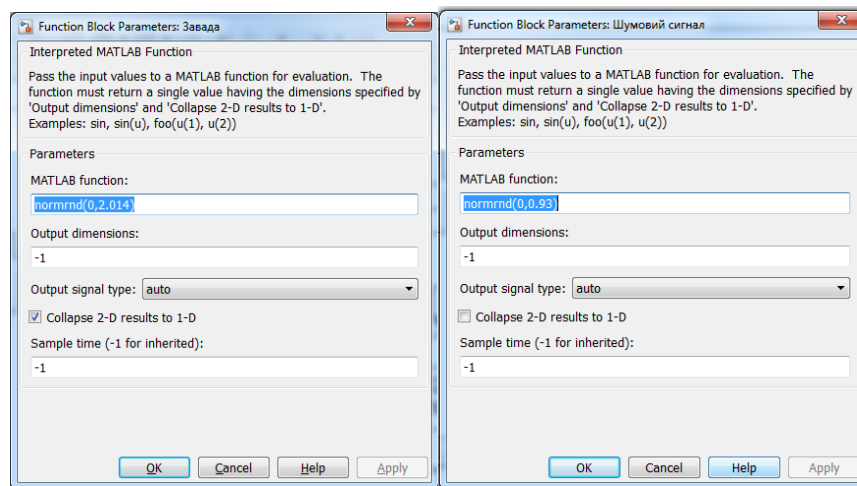 Function Block Parameters: Завада
Interpreted MATLAB Function
Pass the input values to a MATLAB function for evaluation. The
function must return a single value having the dimensions specified by
'Output dimensions' and 'Collapse 2-D results to 1-D'.
Examples: sin, sin(u), foo(u(1), u(2))
Parameters
MATLAB function:
normrnd(0,2.014)
Output dimensions:
-1
Output signal type: auto
Collapse 2-D results to 1-D
Sample time (-1 for inherited):
-1
OK Cancel Help Apply
Function Block Parameters: Шумовий сигнал
Interpreted MATLAB Function
Pass the input values to a MATLAB function for evaluation. The
function must return a single value having the dimensions specified by
'Output dimensions' and 'Collapse 2-D results to 1-D'.
Examples: sin, sin(u), foo(u(1), u(2))
Parameters
MATLAB function:
normrnd(0,0.93)
Output dimensions:
-1
Output signal type: auto
Collapse 2-D results to 1-D
Sample time (-1 for inherited):
-1
OK Cancel Help Apply